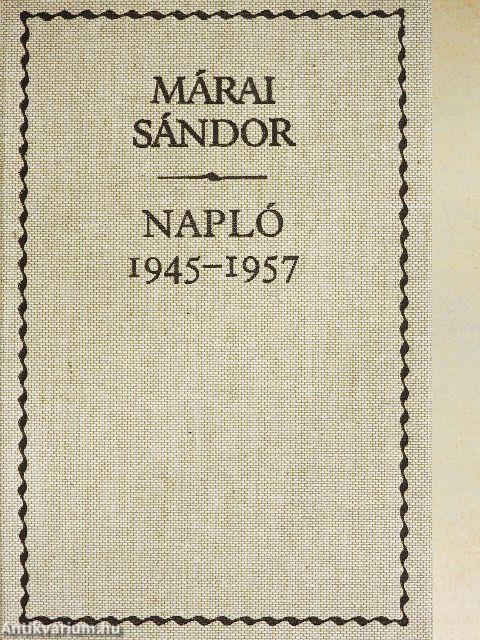 MÁRAI
SÁNDOR
NAPLÓ
1945–1957
Antikvarium.hu